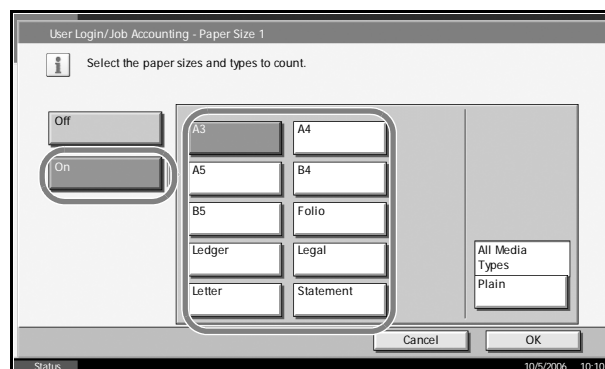 User Login/Job Accounting - Paper Size 1
Select the paper sizes and types to count.
Off
On
A3
A4
A5
B4
B5
Folio
Ledger
Legal
Letter
Statement
All Media
Types
Plain
Cancel
OK
Status
10/5/2006 10:10